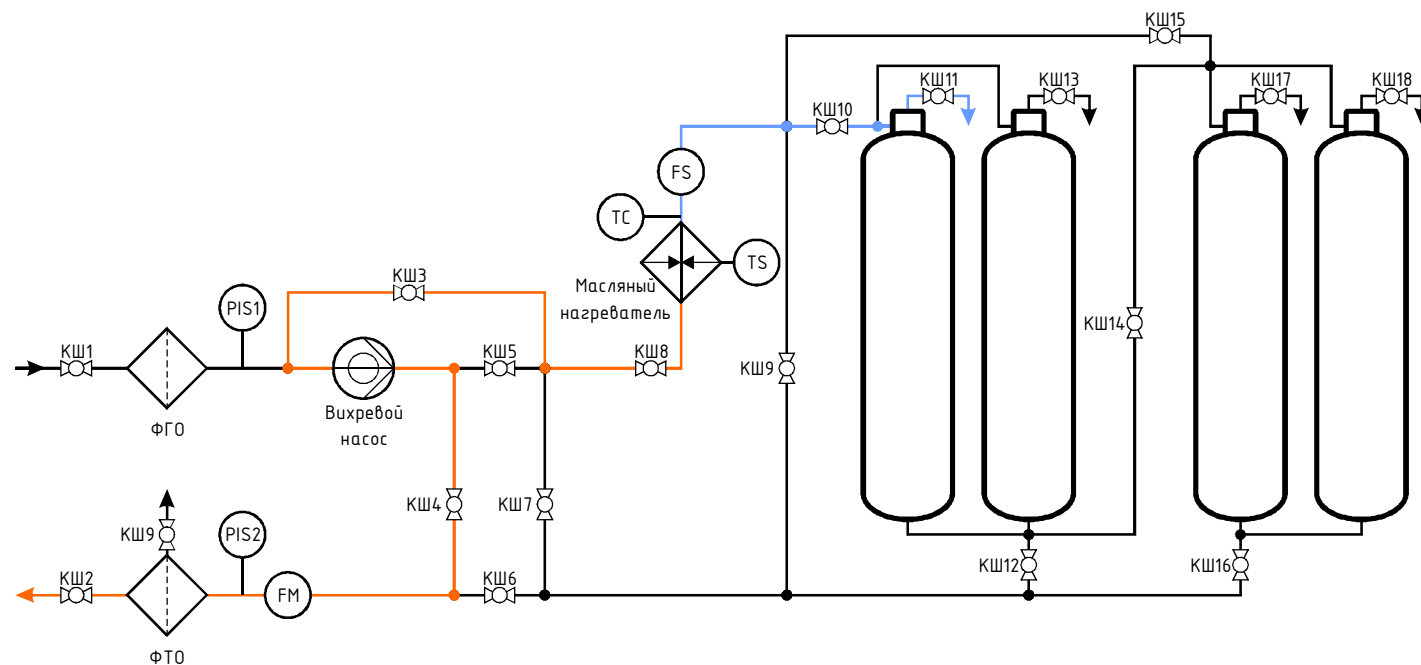 КШ15
КШ11
КШ13
КШ17
КШ18
КШ10
FS
TC
TS
КШ3
Масляный
нагреватель
PIS1
КШ14
КШ1
КШ5
КШ8
КШ9
Вихревой
насос
ФГО
КШ4
КШ7
КШ9
PIS2
КШ12
КШ16
КШ2
FM
КШ6
ФТО